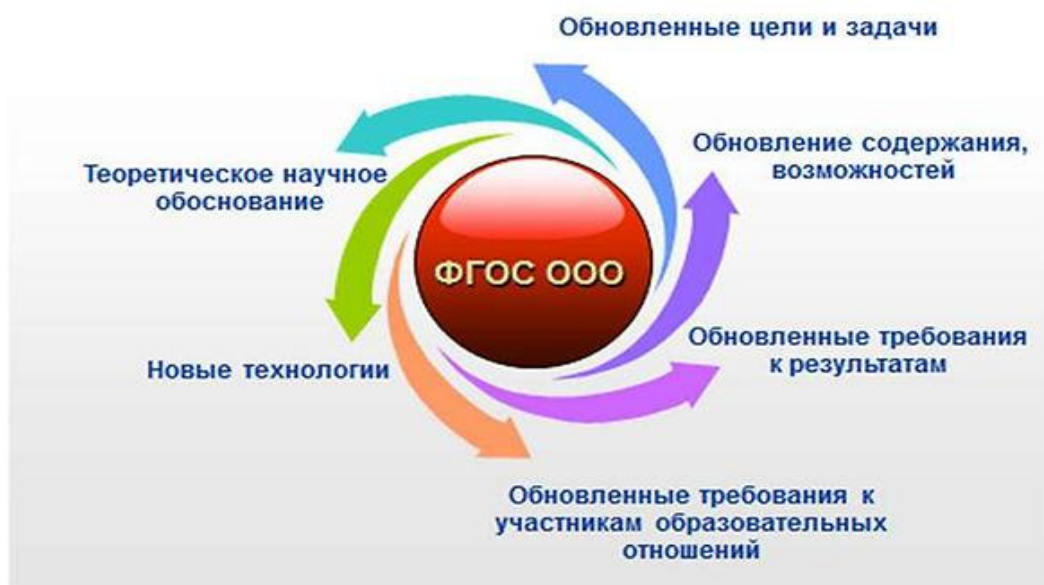 Обновленные цели и задачи
Обновление содержания,
возможностей
Теоретическое научное
обоснование
ФГОС ООО
Обновленные требования
к результатам
Новые технологии
Обновленные требования к
участникам образовательных
отношений